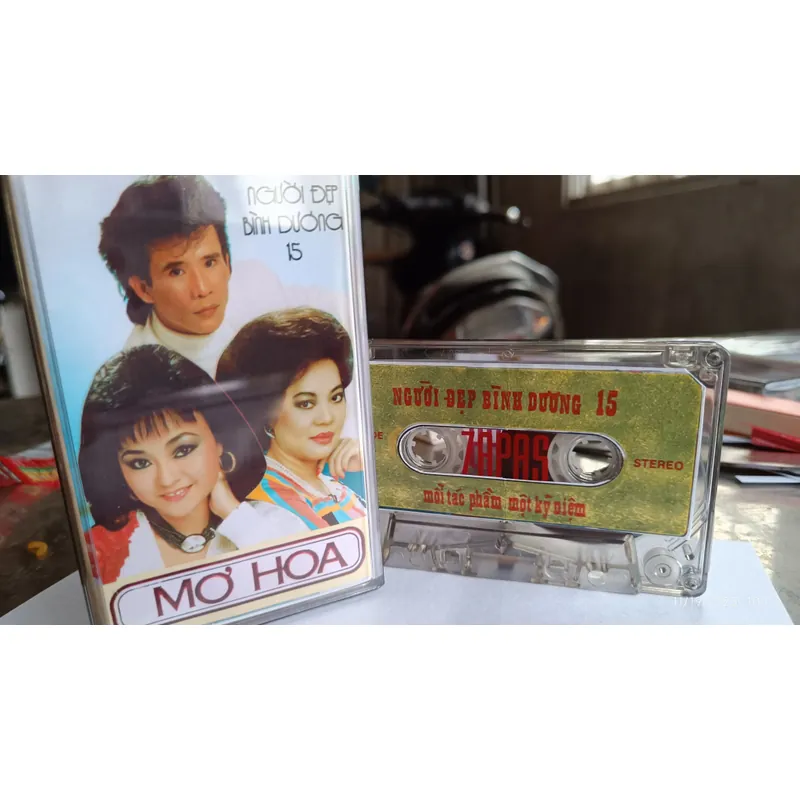 NGƯỜI ĐẸP
BÌNH DƯƠNG
15
MƠ HOA
NGƯỜI ĐẸP BÌNH DƯƠNG 15
STEREO
mỗi tác phẩm một kỷ niệm